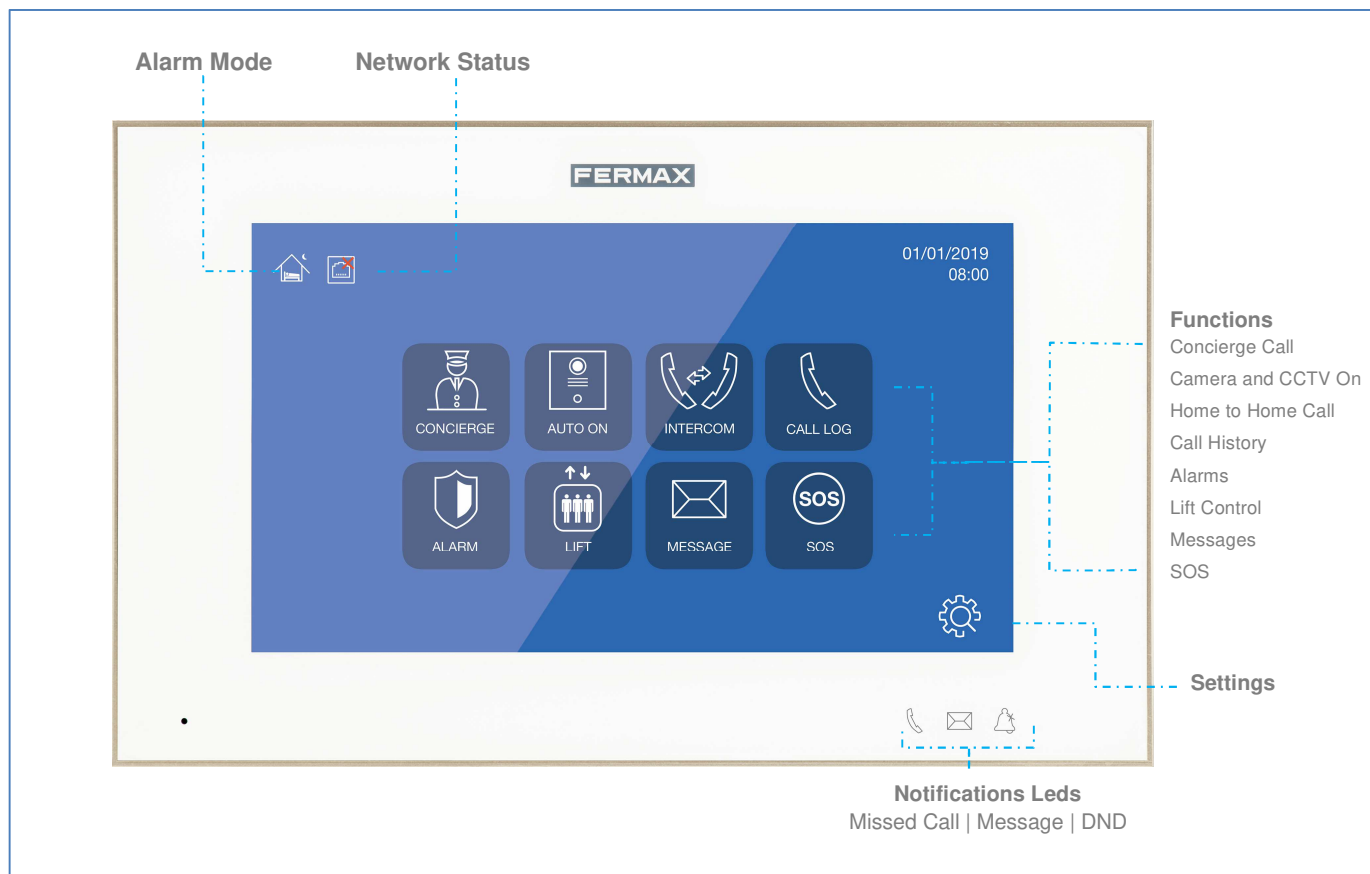 Alarm Mode
Network Status
FERMAX
01/01/2019
08:00
CONCIERGE
AUTO ON
INTERCOM
CALL LOG
ALARM
LIFT
MESSAGE
SOS
SOS
Functions
Concierge Call
Camera and CCTV On
Home to Home Call
Call History
Alarms
Lift Control
Messages
SOS
Settings
Notifications Leds
Missed Call | Message | DND